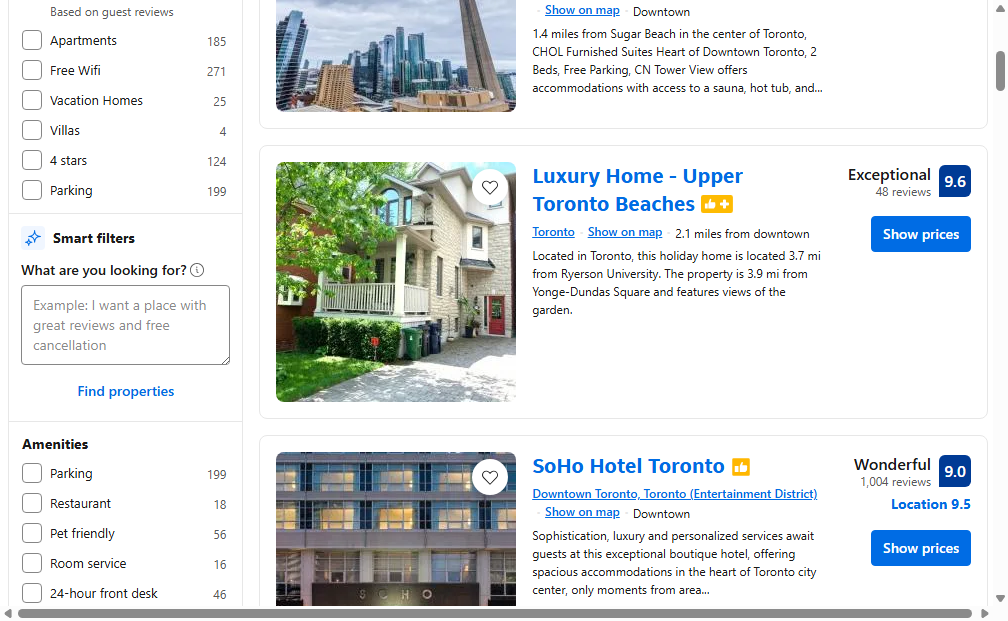 Based on guest reviews
Apartments 185
Free Wifi 271
Vacation Homes 25
Villas 4
4 stars 124
Parking 199
Smart filters
What are you looking for?
Example: I want a place with
great reviews and free
cancellation
Find properties
Amenities
Parking 199
Restaurant 18
Pet friendly 56
Room service 16
24-hour front desk 46
Show on map Downtown
1.4 miles from Sugar Beach in the center of Toronto,
CHOL Furnished Suites Heart of Downtown Toronto, 2
Beds, Free Parking, CN Tower View offers
accommodations with access to a sauna, hot tub, and...
Luxury Home - Upper
Toronto Beaches
Toronto Show on map 2.1 miles from downtown
Located in Toronto, this holiday home is located 3.7 mi
from Ryerson University. The property is 3.9 mi from
Yonge-Dundas Square and features views of the
garden.
Exceptional 9.6
48 reviews
Show prices
SoHo Hotel Toronto
Downtown Toronto, Toronto (Entertainment District)
Show on map Downtown
Sophistication, luxury and personalized services await
guests at this exceptional boutique hotel, offering
spacious accommodations in the heart of Toronto city
center, only moments from area...
Wonderful 9.0
1,004 reviews
Location 9.5
Show prices
SOHO